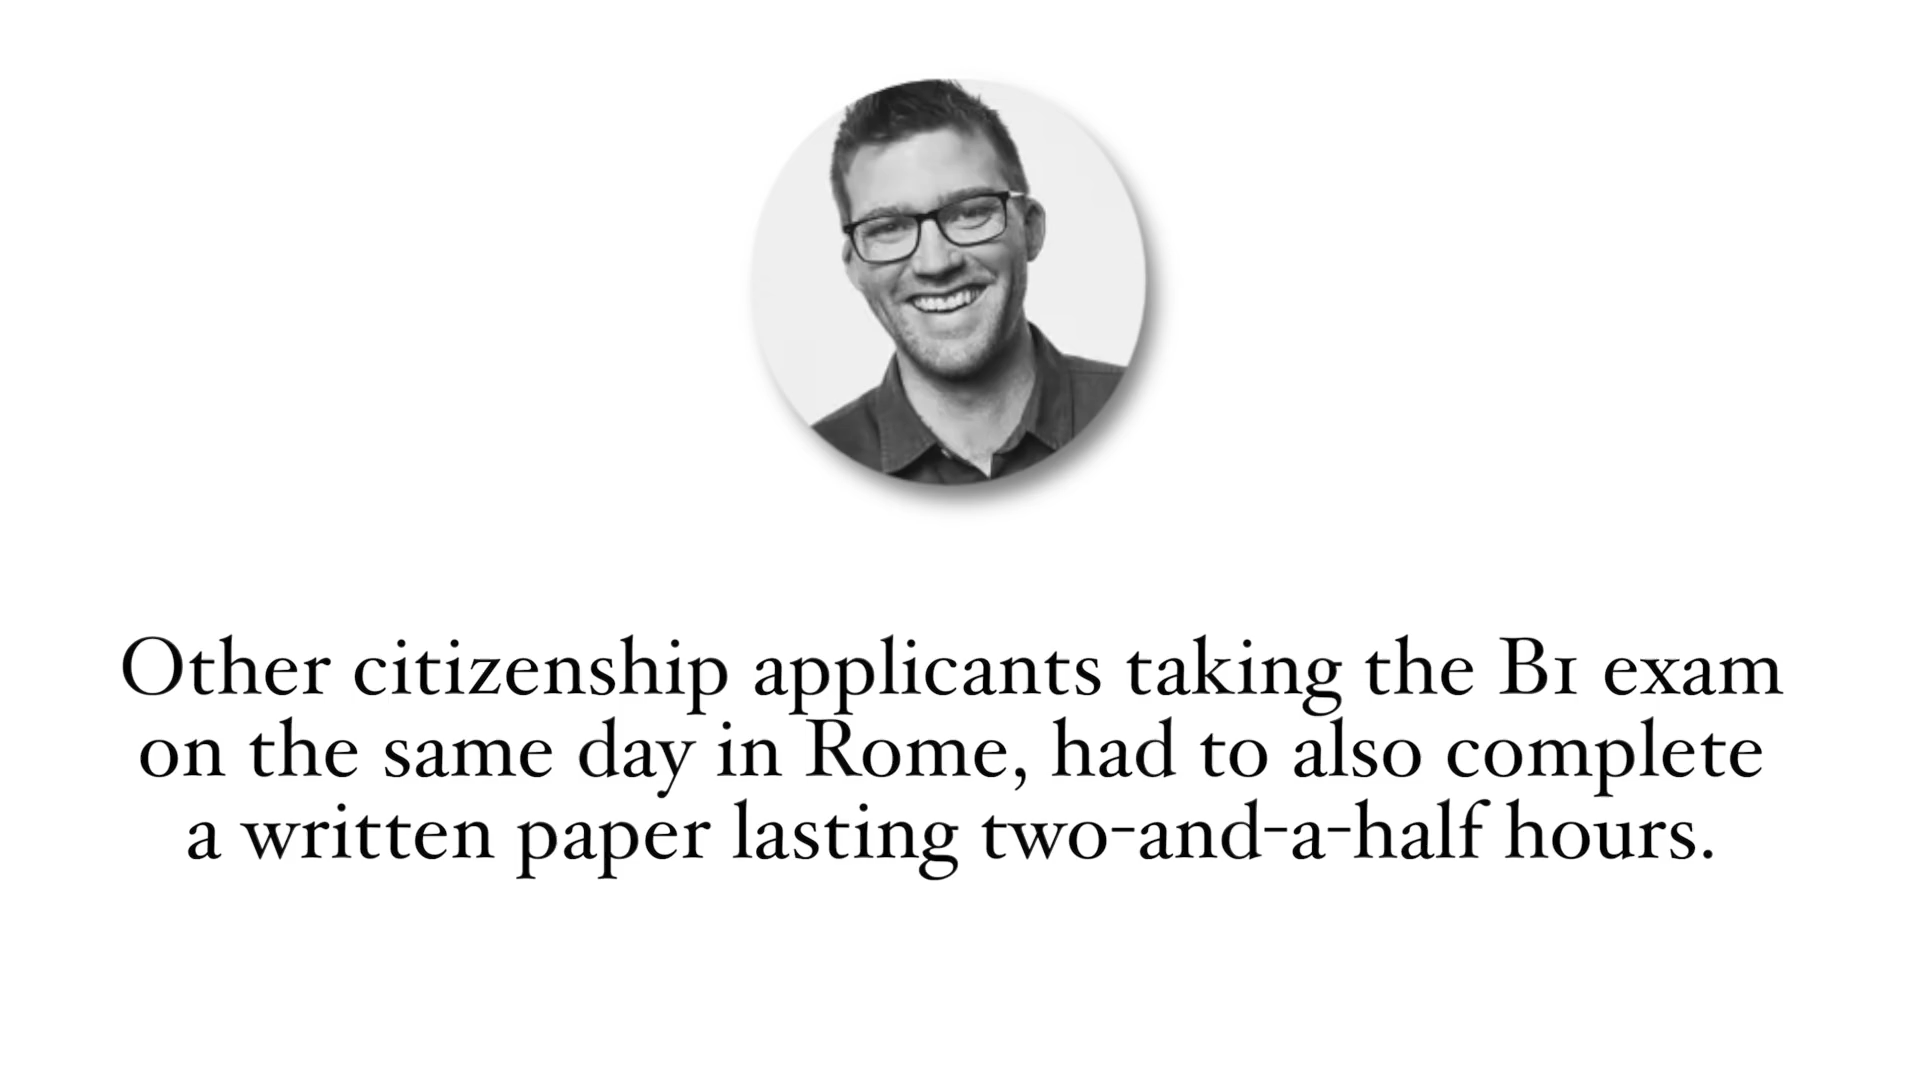 Other citizenship applicants taking the B1 exam
on the same day in Rome, had to also complete
a written paper lasting two-and-a-half hours.